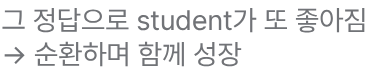 그 정답으로 student가 또 좋아짐
→ 순환하며 함께 성장